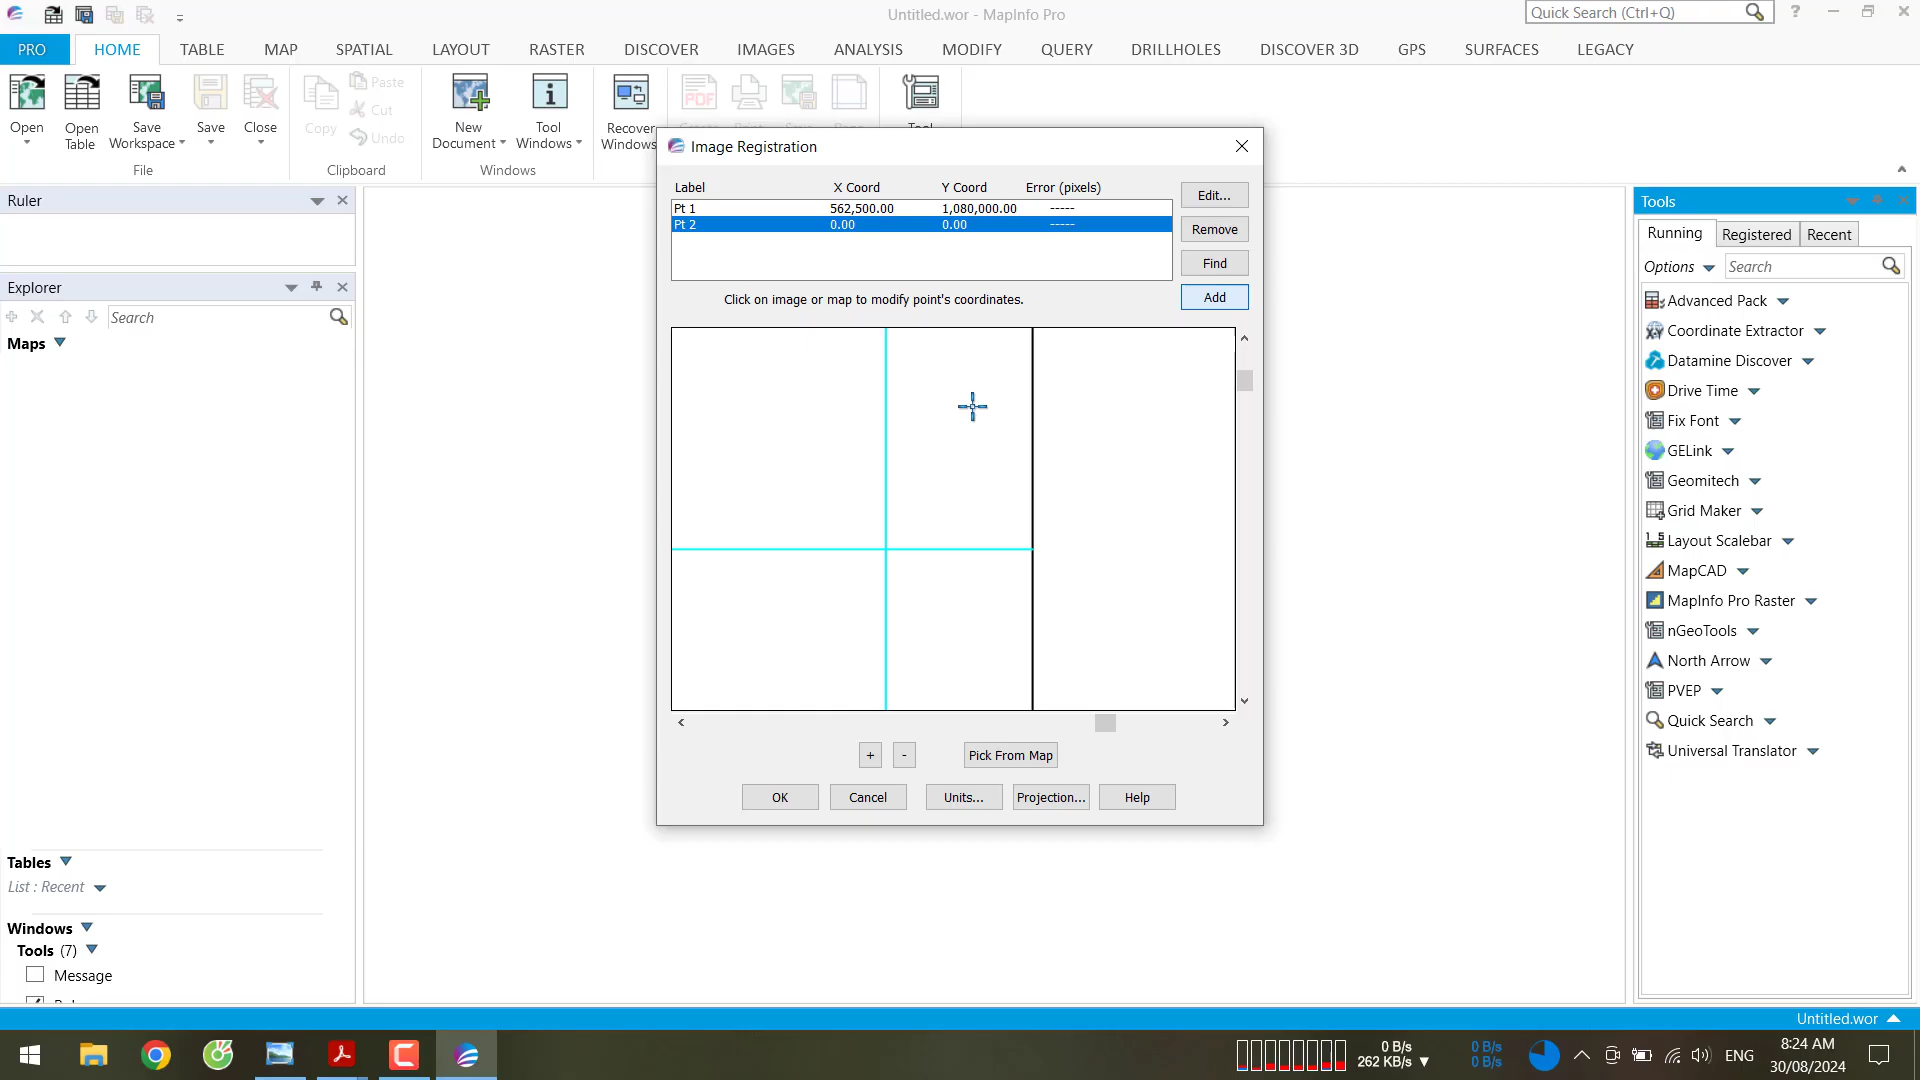 Untitled.wor - MapInfo Pro
Quick Search (Ctrl+Q)
PRO HOME TABLE MAP SPATIAL LAYOUT RASTER DISCOVER IMAGES ANALYSIS MODIFY QUERY DRILLHOLES DISCOVER 3D GPS SURFACES LEGACY
Open
Open Table
Save Workspace
Save
Close
File
Copy
Paste
Cut
Undo
Clipboard
New Document
Tool Windows
Windows
Recover Windows
PDF
Tool
Ruler
Explorer
Search
Maps
Tables
List : Recent
Windows
Tools (7)
Message
Image Registration
Label X Coord Y Coord Error (pixels)
Pt 1 562,500.00 1,080,000.00 -----
Pt 2 0.00 0.00 -----
Edit...
Remove
Find
Add
Click on image or map to modify point's coordinates.
+ - Pick From Map
OK Cancel Units... Projection... Help
Tools
Running Registered Recent
Options Search
Advanced Pack
Coordinate Extractor
Datamine Discover
Drive Time
Fix Font
GELink
Geomitech
Grid Maker
Layout Scalebar
MapCAD
MapInfo Pro Raster
nGeoTools
North Arrow
PVEP
Quick Search
Universal Translator
Untitled.wor
0 B/s
262 KB/s
0 B/s
0 B/s
ENG
8:24 AM
30/08/2024